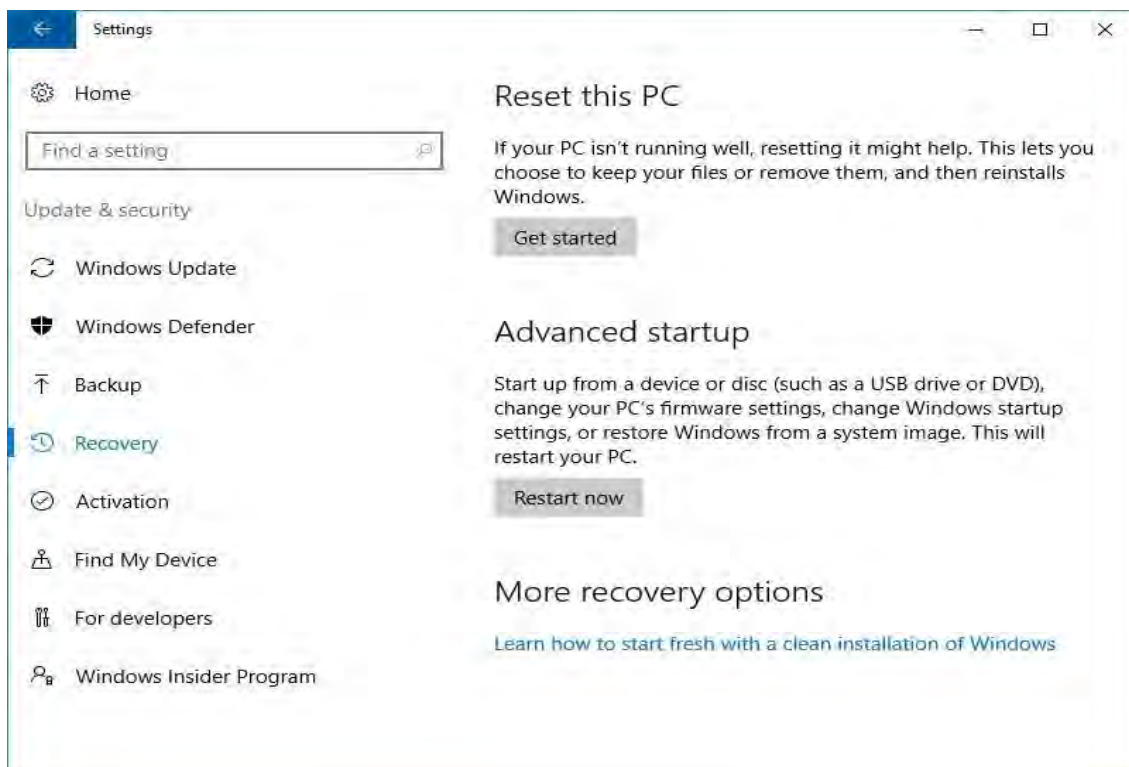 Settings
Home
Find a setting
Update & security
Windows Update
Windows Defender
Backup
Recovery
Activation
Find My Device
For developers
Windows Insider Program
Reset this PC
If your PC isn't running well, resetting it might help. This lets you
choose to keep your files or remove them, and then reinstalls
Windows.
Get started
Advanced startup
Start up from a device or disc (such as a USB drive or DVD),
change your PC's firmware settings, change Windows startup
settings, or restore Windows from a system image. This will
restart your PC.
Restart now
More recovery options
Learn how to start fresh with a clean installation of Windows